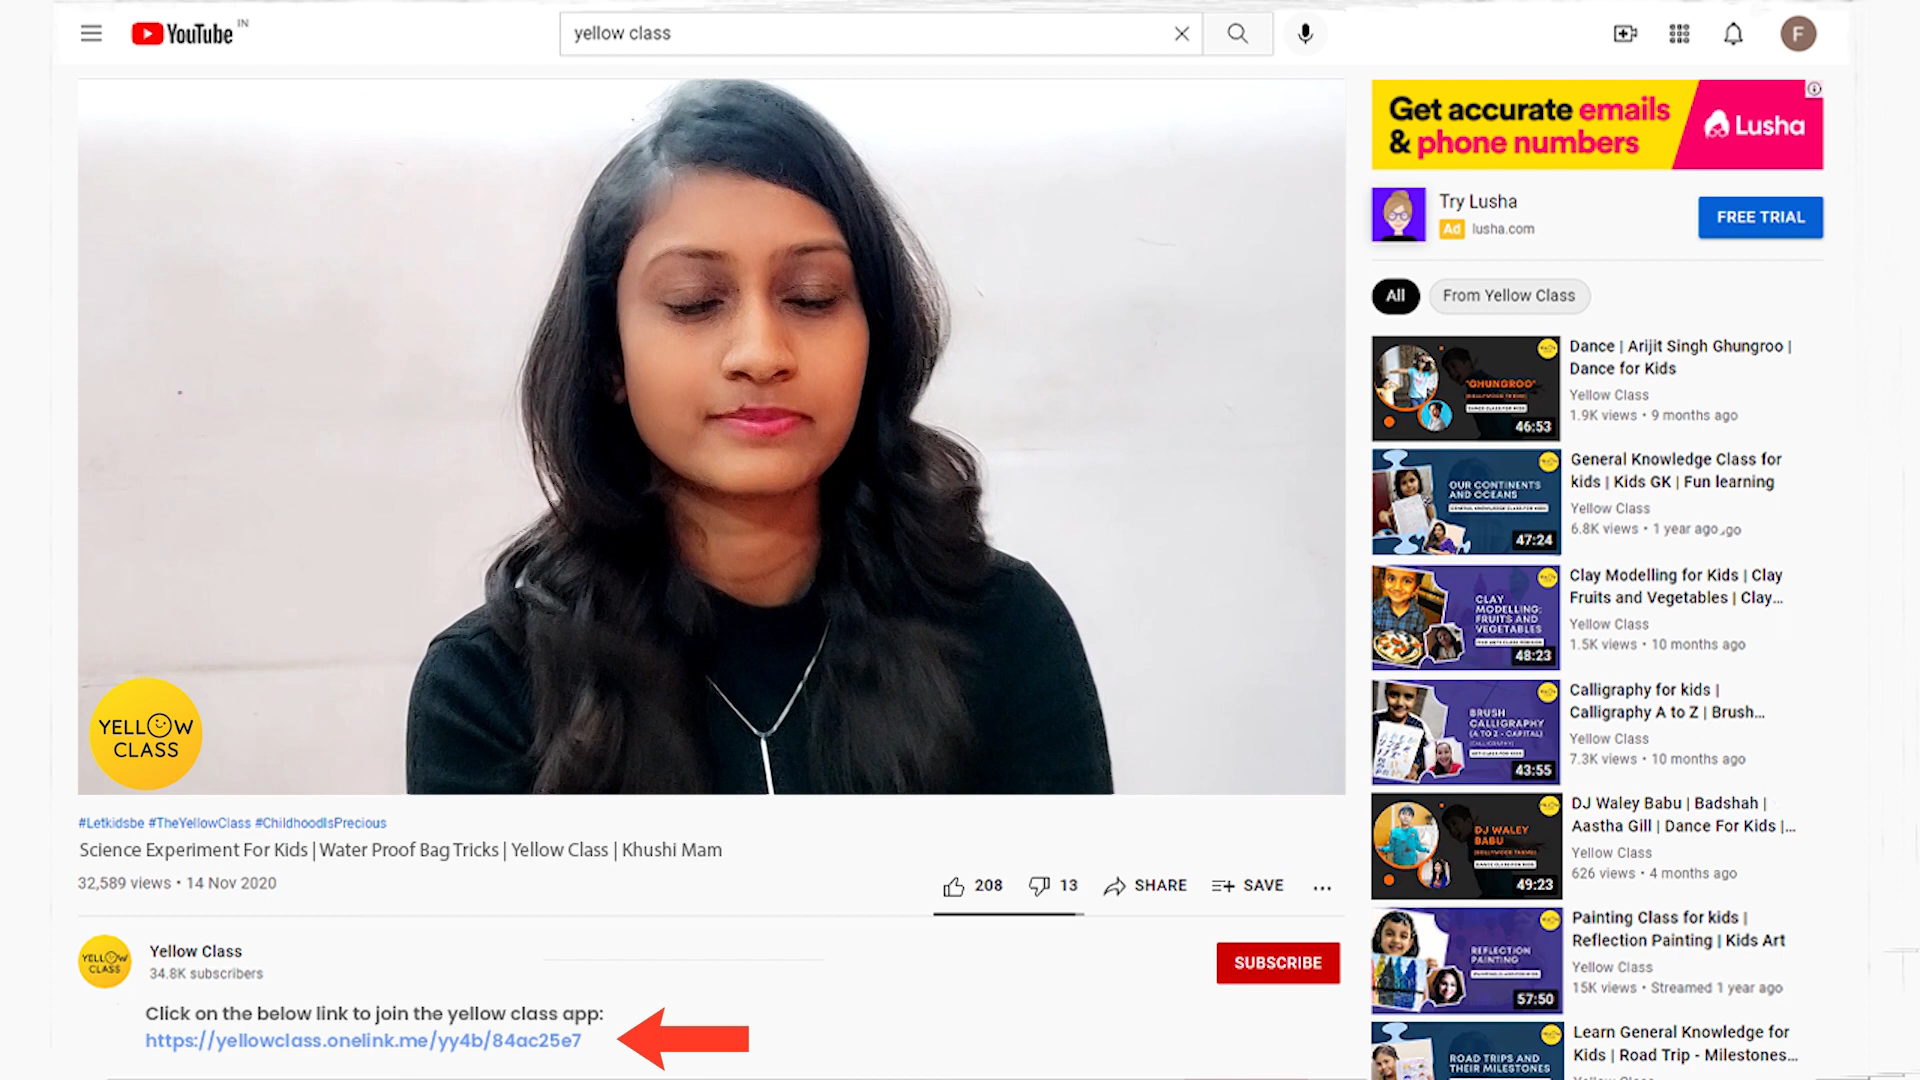 YouTube IN
yellow class
F
Get accurate emails
& phone numbers
Lusha
Try Lusha
Ad lusha.com
FREE TRIAL
All
From Yellow Class
"GHUNGROO"
46:53
Dance | Arijit Singh Ghungroo |
Dance for Kids
Yellow Class
1.9K views • 9 months ago
OUR CONTINENTS
AND OCEANS
GENERAL KNOWLEDGE CLASS FOR KIDS
47:24
General Knowledge Class for
kids | Kids GK | Fun learning
Yellow Class
6.8K views • 1 year ago
CLAY
MODELLING:
FRUITS AND
VEGETABLES
48:23
Clay Modelling for Kids | Clay
Fruits and Vegetables | Clay...
Yellow Class
1.5K views • 10 months ago
BRUSH
CALLIGRAPHY
(A TO Z - CAPITAL)
43:55
Calligraphy for kids |
Calligraphy A to Z | Brush...
Yellow Class
7.3K views • 10 months ago
DJ WALEY
BABU
49:23
DJ Waley Babu | Badshah |
Aastha Gill | Dance For Kids |...
Yellow Class
626 views • 4 months ago
REFLECTION
PAINTING
57:50
Painting Class for kids |
Reflection Painting | Kids Art
Yellow Class
15K views • Streamed 1 year ago
ROAD TRIPS AND
THEIR MILESTONES
Learn General Knowledge for
Kids | Road Trip - Milestones...
YELLOW
CLASS
#Letkidsbe #TheYellowClass #ChildhoodIsPrecious
Science Experiment For Kids | Water Proof Bag Tricks | Yellow Class | Khushi Mam
32,589 views • 14 Nov 2020
208
13
SHARE
SAVE
...
YELLOW
CLASS
Yellow Class
34.8K subscribers
SUBSCRIBE
Click on the below link to join the yellow class app:
https://yellowclass.onelink.me/yy4b/84ac25e7